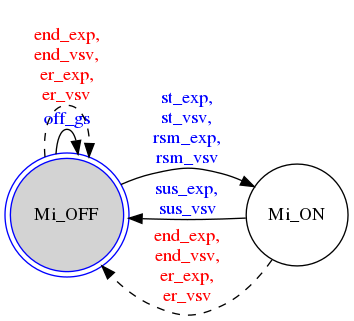 end_exp,
end_vsv,
er_exp,
er_vsv
off_gs
st_exp,
st_vsv,
rsm_exp,
rsm_vsv
sus_exp,
sus_vsv
Mi_OFF
Mi_ON
end_exp,
end_vsv,
er_exp,
er_vsv